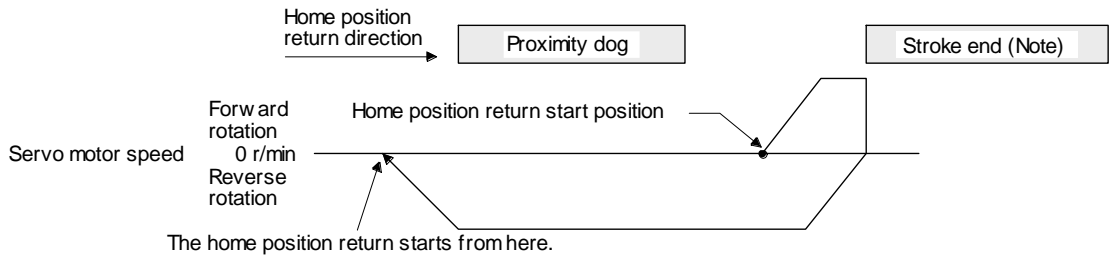 Home position
return direction
Proximity dog
Stroke end (Note)
Home position return start position
Forward
rotation
Servo motor speed 0 r/min
Reverse
rotation
The home position return starts from here.